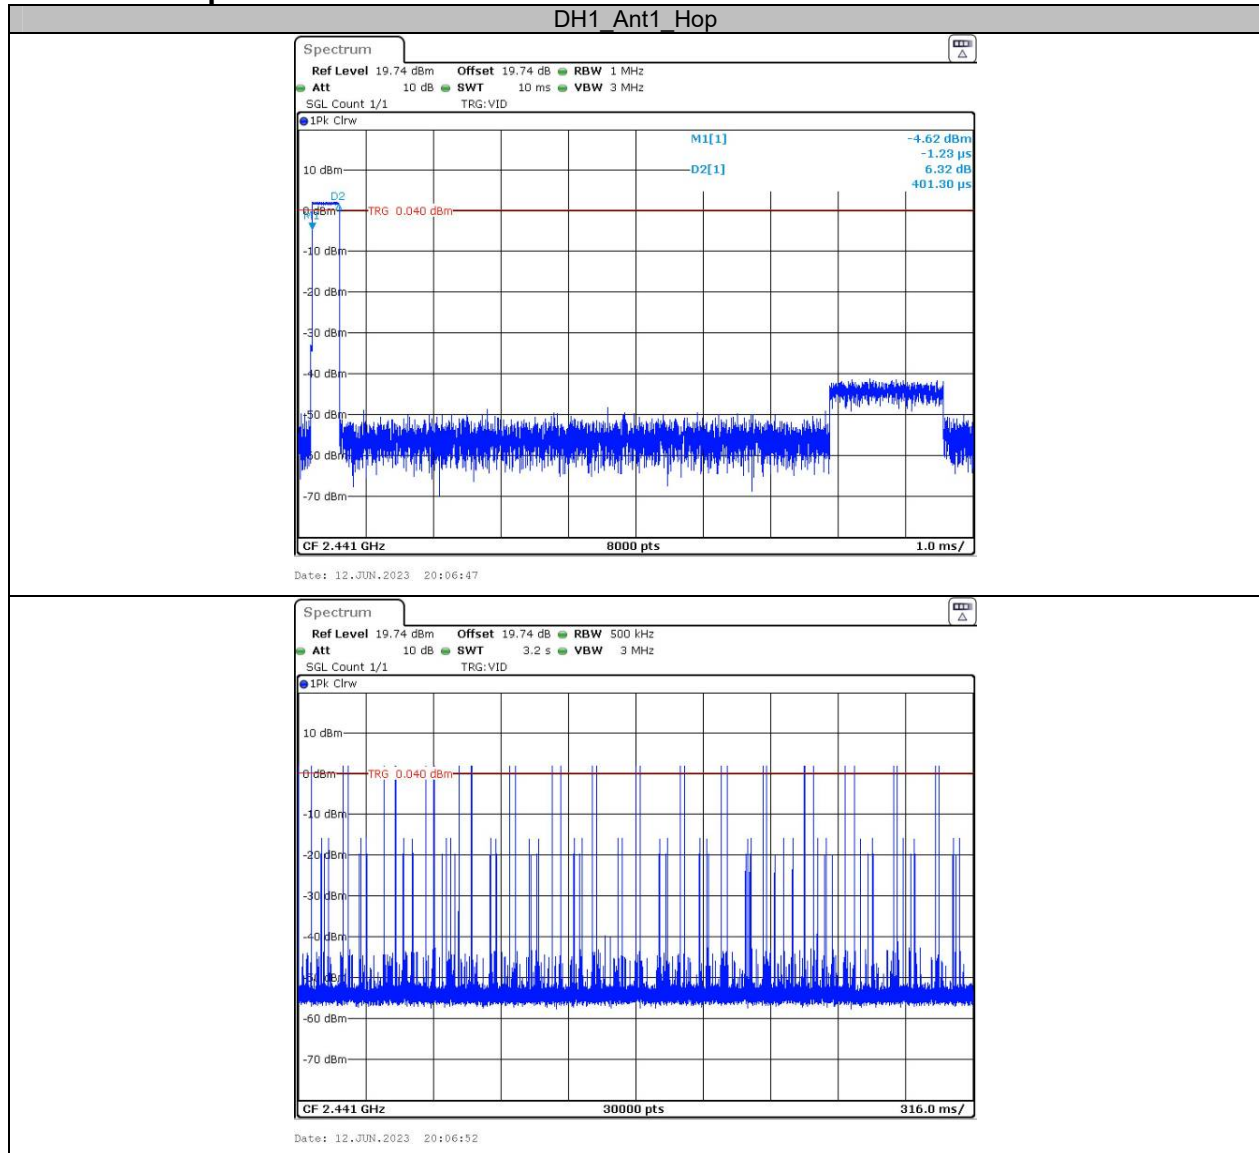 DH1_Ant1_Hop
Spectrum
Ref Level 19.74 dBm Offset 19.74 dB RBW 1 MHz
Att 10 dB SWT 10 ms VBW 3 MHz
SGL Count 1/1 TRG:VID
1Pk Clrw
M1[1] -4.62 dBm
-1.23 µs
10 dBm D2[1] 6.32 dB
401.30 µs
D2
0 dBm TRG 0.040 dBm
M1
-10 dBm
-20 dBm
-30 dBm
-40 dBm
-50 dBm
-60 dBm
-70 dBm
CF 2.441 GHz 8000 pts 1.0 ms/
Date: 12.JUN.2023 20:06:47
Spectrum
Ref Level 19.74 dBm Offset 19.74 dB RBW 500 kHz
Att 10 dB SWT 3.2 s VBW 3 MHz
SGL Count 1/1 TRG:VID
1Pk Clrw
10 dBm
0 dBm TRG 0.040 dBm
-10 dBm
-20 dBm
-30 dBm
-40 dBm
-50 dBm
-60 dBm
-70 dBm
CF 2.441 GHz 30000 pts 316.0 ms/
Date: 12.JUN.2023 20:06:52